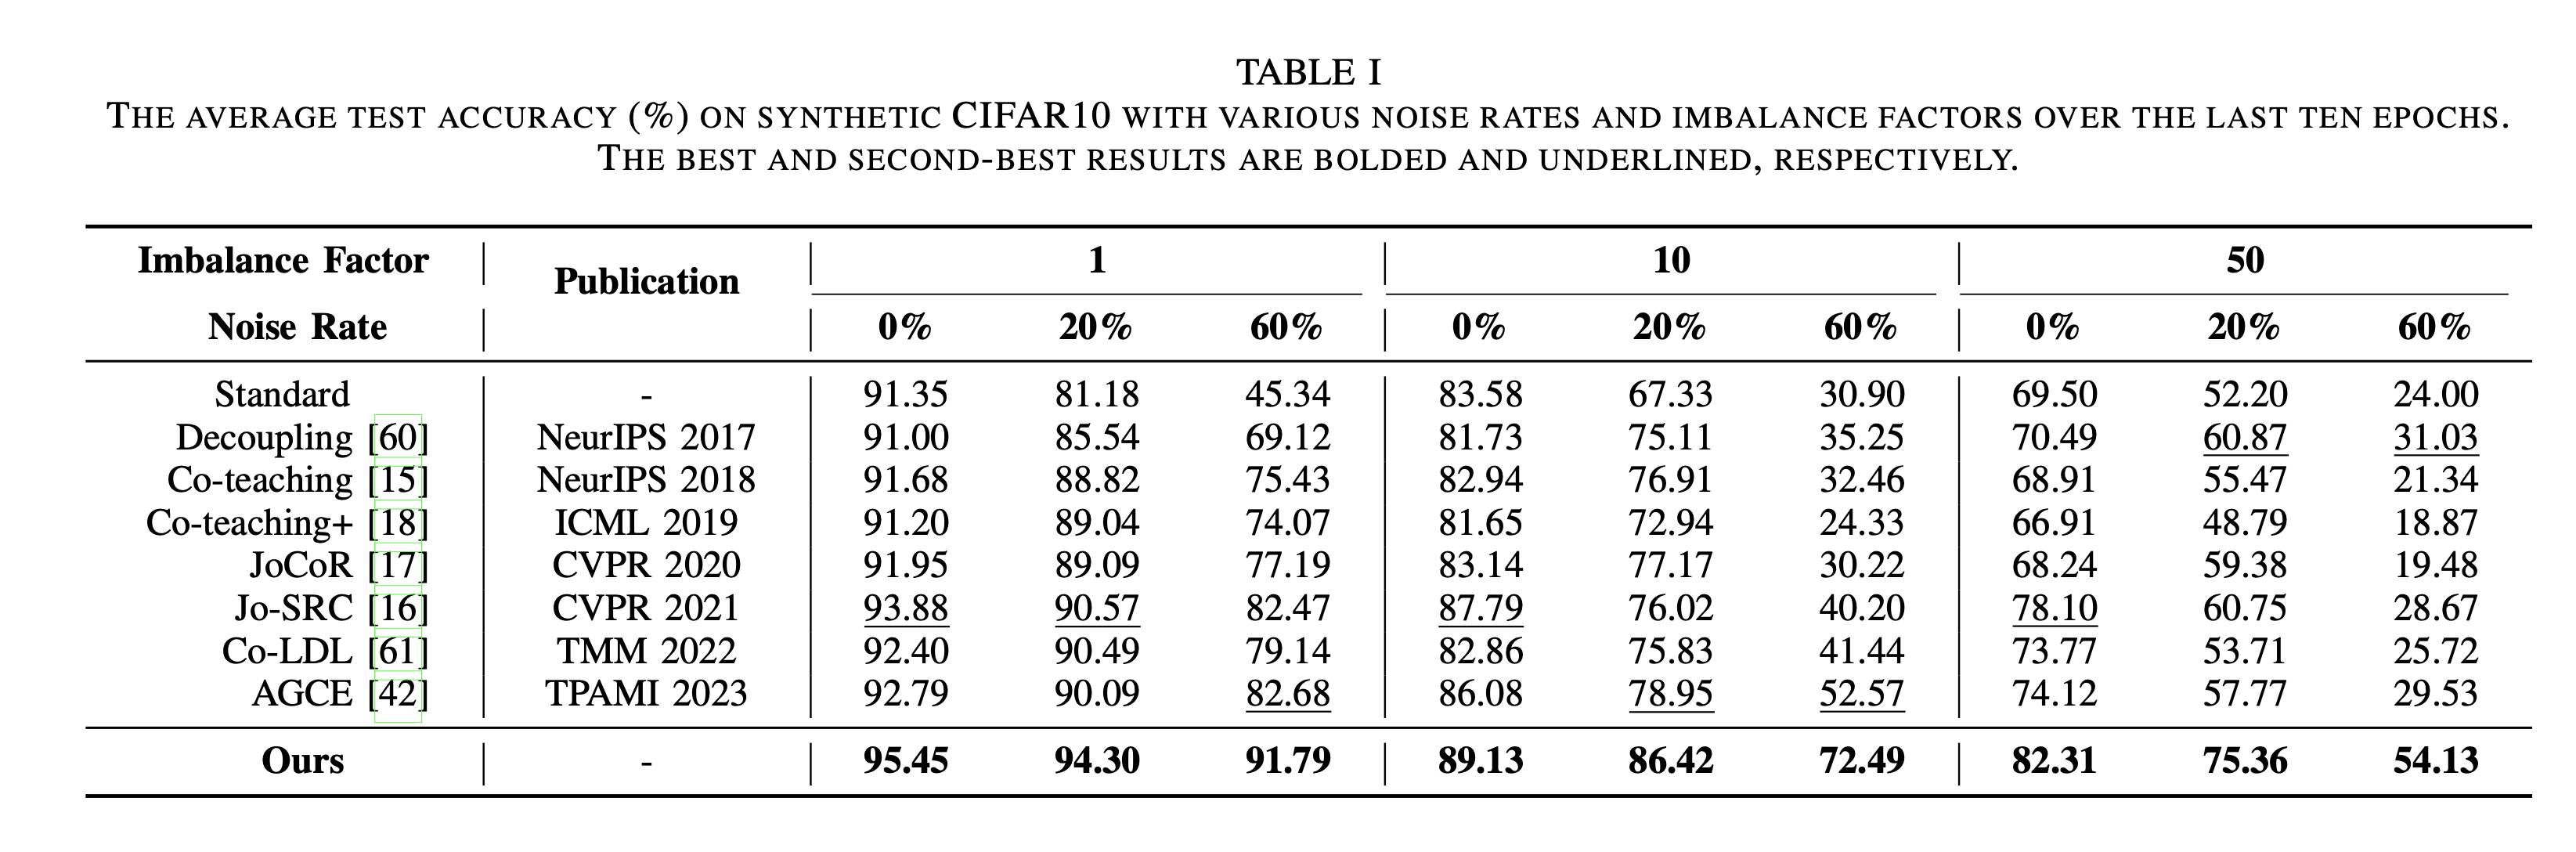 TABLE I
THE AVERAGE TEST ACCURACY (%) ON SYNTHETIC CIFAR10 WITH VARIOUS NOISE RATES AND IMBALANCE FACTORS OVER THE LAST TEN EPOCHS.
THE BEST AND SECOND-BEST RESULTS ARE BOLDED AND UNDERLINED, RESPECTIVELY.
Imbalance Factor Publication 1 10 50
Noise Rate 0% 20% 60% 0% 20% 60% 0% 20% 60%
Standard - 91.35 81.18 45.34 83.58 67.33 30.90 69.50 52.20 24.00
Decoupling [60] NeurIPS 2017 91.00 85.54 69.12 81.73 75.11 35.25 70.49 60.87 31.03
Co-teaching [15] NeurIPS 2018 91.68 88.82 75.43 82.94 76.91 32.46 68.91 55.47 21.34
Co-teaching+ [18] ICML 2019 91.20 89.04 74.07 81.65 72.94 24.33 66.91 48.79 18.87
JoCoR [17] CVPR 2020 91.95 89.09 77.19 83.14 77.17 30.22 68.24 59.38 19.48
Jo-SRC [16] CVPR 2021 93.88 90.57 82.47 87.79 76.02 40.20 78.10 60.75 28.67
Co-LDL [61] TMM 2022 92.40 90.49 79.14 82.86 75.83 41.44 73.77 53.71 25.72
AGCE [42] TPAMI 2023 92.79 90.09 82.68 86.08 78.95 52.57 74.12 57.77 29.53
Ours - 95.45 94.30 91.79 89.13 86.42 72.49 82.31 75.36 54.13